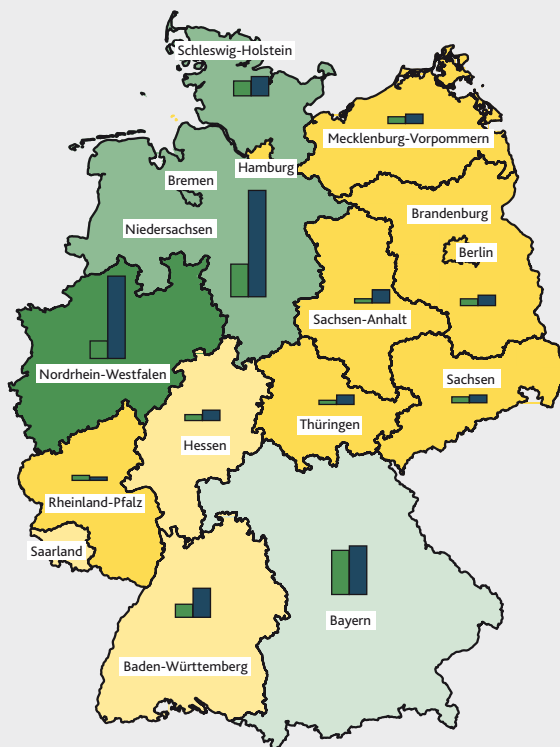 Schleswig-Holstein
Mecklenburg-Vorpommern
Hamburg
Bremen
Brandenburg
Niedersachsen
Berlin
Sachsen-Anhalt
Nordrhein-Westfalen
Sachsen
Thüringen
Hessen
Rheinland-Pfalz
Saarland
Bayern
Baden-Württemberg